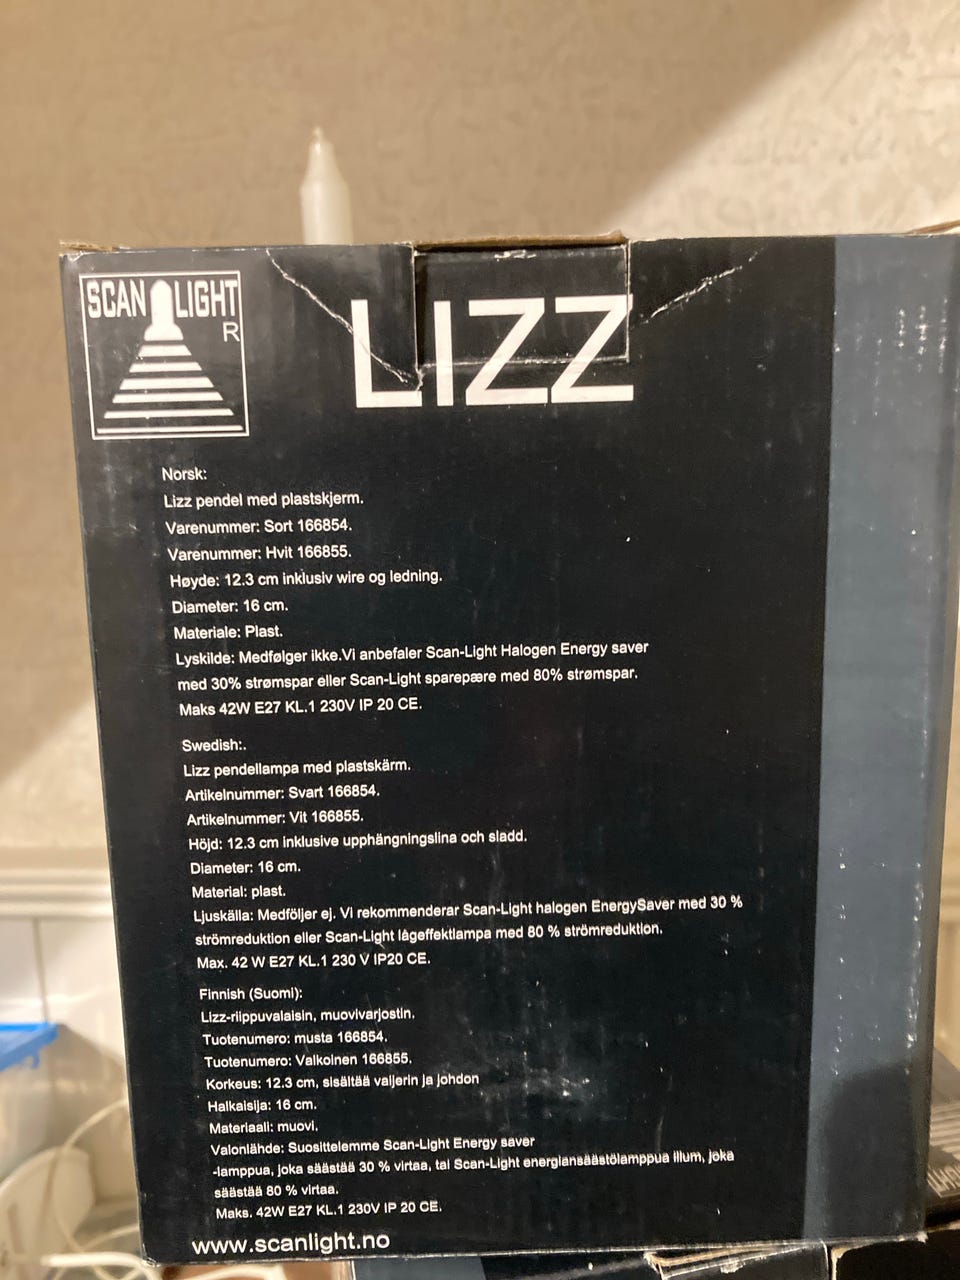 SCAN LIGHT
R
LIZZ
Norsk:
Lizz pendel med plastskjerm.
Varenummer: Sort 166854.
Varenummer: Hvit 166855.
Høyde: 12.3 cm inklusiv wire og ledning.
Diameter: 16 cm.
Materiale: Plast.
Lyskilde: Medfølger ikke.Vi anbefaler Scan-Light Halogen Energy saver
med 30% strømspar eller Scan-Light sparepære med 80% strømspar.
Maks 42W E27 KL.1 230V IP 20 CE.
Swedish:.
Lizz pendellampa med plastskärm.
Artikelnummer: Svart 166854.
Artikelnummer: Vit 166855.
Höjd: 12.3 cm inklusive upphängningslina och sladd.
Diameter: 16 cm.
Material: plast.
Ljuskälla: Medföljer ej. Vi rekommenderar Scan-Light halogen EnergySaver med 30 %
strömreduktion eller Scan-Light lågeffektlampa med 80 % strömreduktion.
Max. 42 W E27 KL.1 230 V IP20 CE.
Finnish (Suomi):
Lizz-riippuvalaisin, muovivarjostin.
Tuotenumero: musta 166854.
Tuotenumero: Valkoinen 166855.
Korkeus: 12.3 cm, sisältää vaijerin ja johdon
Halkaisija: 16 cm.
Materiaali: muovi.
Valonlähde: Suosittelemme Scan-Light Energy saver
-lamppua, joka säästää 30 % virtaa, tai Scan-Light energiansäästölamppua illum, joka
säästää 80 % virtaa.
Maks. 42W E27 KL.1 230V IP 20 CE.
www.scanlight.no